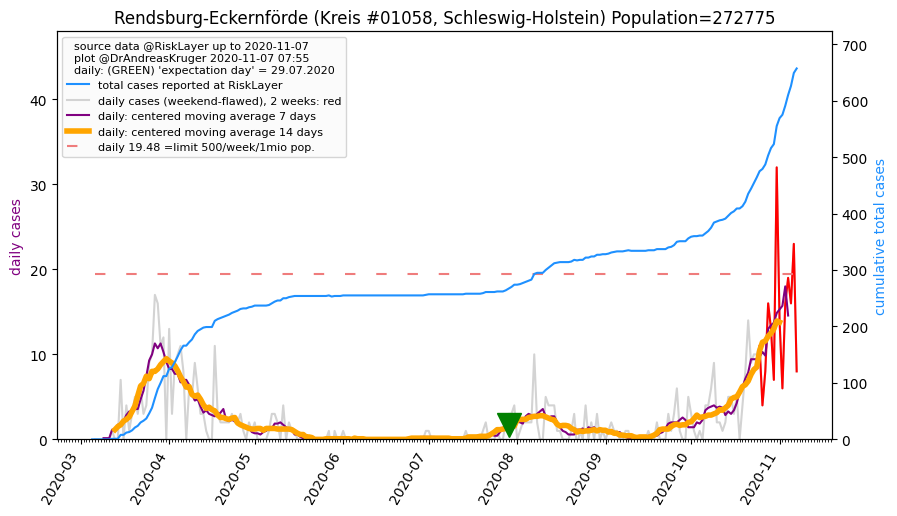 Rendsburg-Eckernförde (Kreis #01058, Schleswig-Holstein) Population=272775
source data @RiskLayer up to 2020-11-07
plot @DrAndreasKruger 2020-11-07 07:55
daily: (GREEN) 'expectation day' = 29.07.2020
total cases reported at RiskLayer
daily cases (weekend-flawed), 2 weeks: red
daily: centered moving average 7 days
daily: centered moving average 14 days
daily 19.48 =limit 500/week/1mio pop.
daily cases
40
30
20
10
0
700
600
500
400
300
200
100
0
cumulative total cases
2020-03
2020-04
2020-05
2020-06
2020-07
2020-08
2020-09
2020-10
2020-11